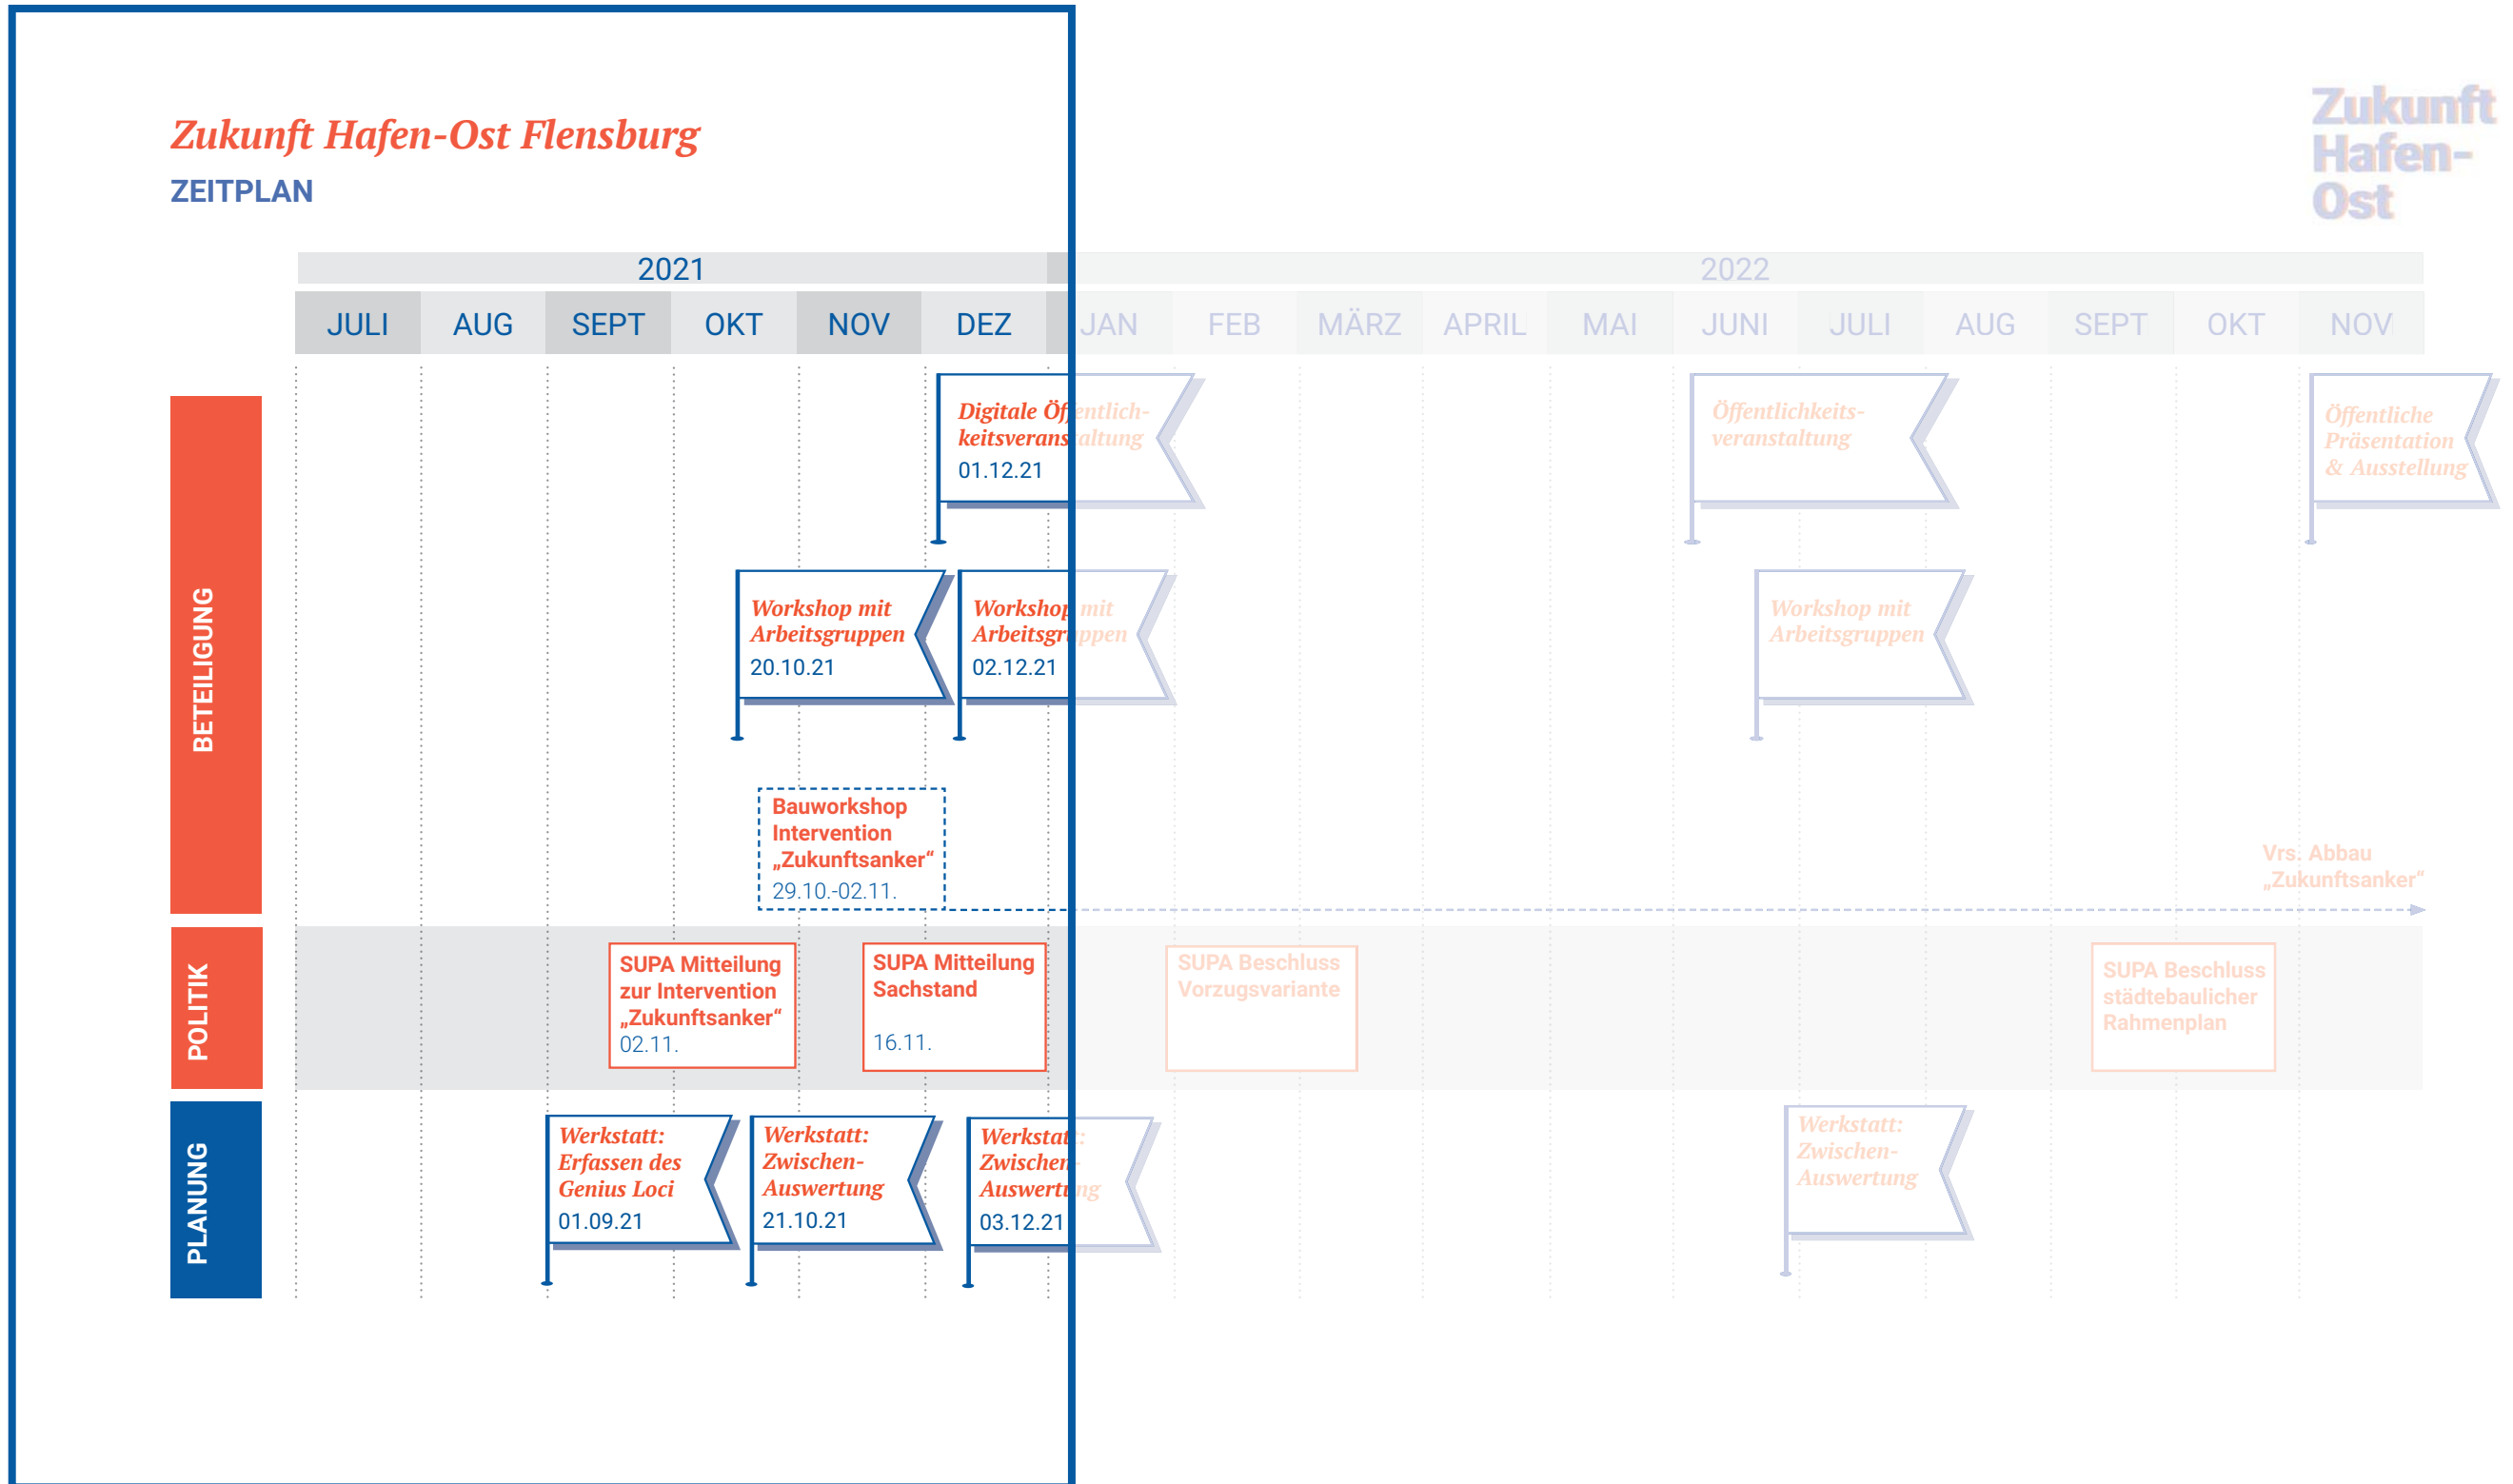 Zukunft Hafen-Ost Flensburg
ZEITPLAN
Zukunft
Hafen-
Ost
2021
2022
JULI
AUG
SEPT
OKT
NOV
DEZ
JAN
FEB
MÄRZ
APRIL
MAI
JUNI
JULI
AUG
SEPT
OKT
NOV
BETEILIGUNG
Digitale Öffentlich-
keitsveranstaltung
01.12.21
Öffentlichkeits-
veranstaltung
Öffentliche
Präsentation
& Ausstellung
Workshop mit
Arbeitsgruppen
20.10.21
Workshop mit
Arbeitsgruppen
02.12.21
Workshop mit
Arbeitsgruppen
Bauworkshop
Intervention
„Zukunftsanker“
29.10.-02.11.
Vrs. Abbau
„Zukunftsanker“
POLITIK
SUPA Mitteilung
zur Intervention
„Zukunftsanker“
02.11.
SUPA Mitteilung
Sachstand
16.11.
SUPA Beschluss
Vorzugsvariante
SUPA Beschluss
städtebaulicher
Rahmenplan
PLANUNG
Werkstatt:
Erfassen des
Genius Loci
01.09.21
Werkstatt:
Zwischen-
Auswertung
21.10.21
Werkstatt:
Zwischen-
Auswertung
03.12.21
Werkstatt:
Zwischen-
Auswertung